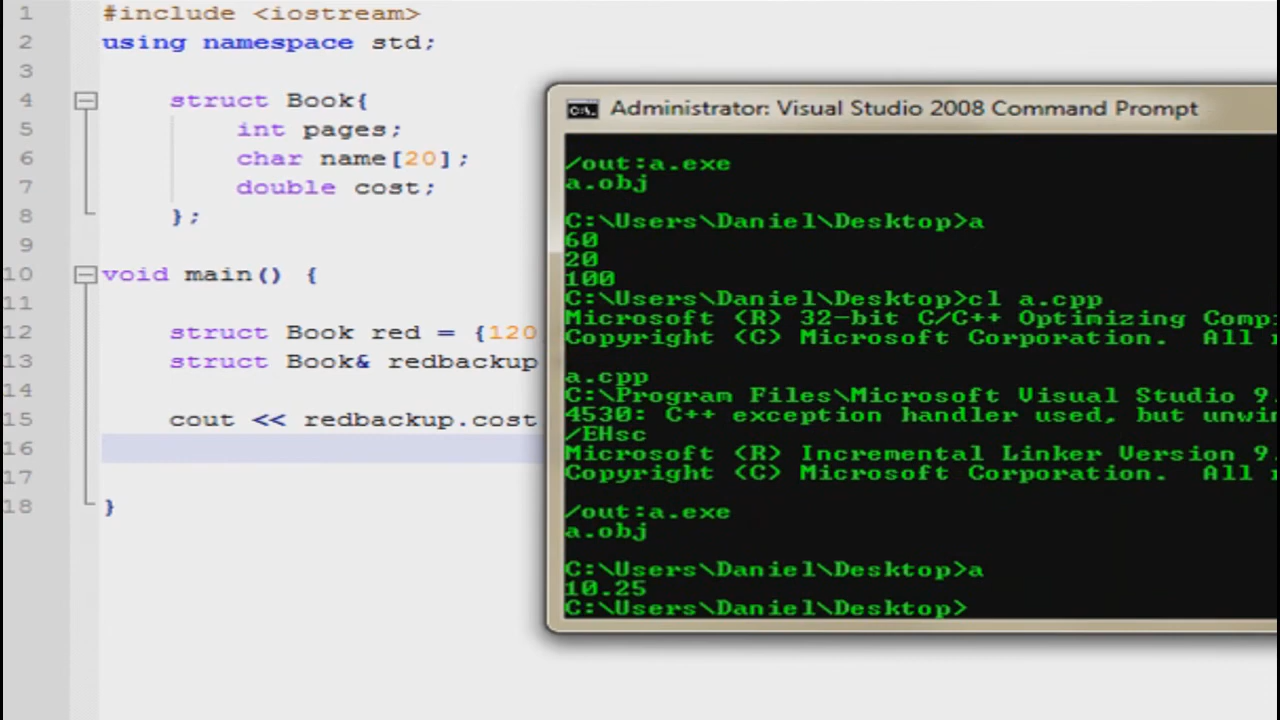 1 #include <iostream>
2 using namespace std;
3
4 struct Book{
5 int pages;
6 char name[20];
7 double cost;
8 };
9
10 void main() {
11
12 struct Book red = {120
13 struct Book& redbackup
14
15 cout << redbackup.cost
16
17
18 }
Administrator: Visual Studio 2008 Command Prompt
/out:a.exe
a.obj
C:\Users\Daniel\Desktop>a
60
20
100
C:\Users\Daniel\Desktop>cl a.cpp
Microsoft (R) 32-bit C/C++ Optimizing Comp
Copyright (C) Microsoft Corporation. All r
a.cpp
C:\Program Files\Microsoft Visual Studio 9.
4530: C++ exception handler used, but unwi
/EHsc
Microsoft (R) Incremental Linker Version 9.
Copyright (C) Microsoft Corporation. All r
/out:a.exe
a.obj
C:\Users\Daniel\Desktop>a
10.25
C:\Users\Daniel\Desktop>